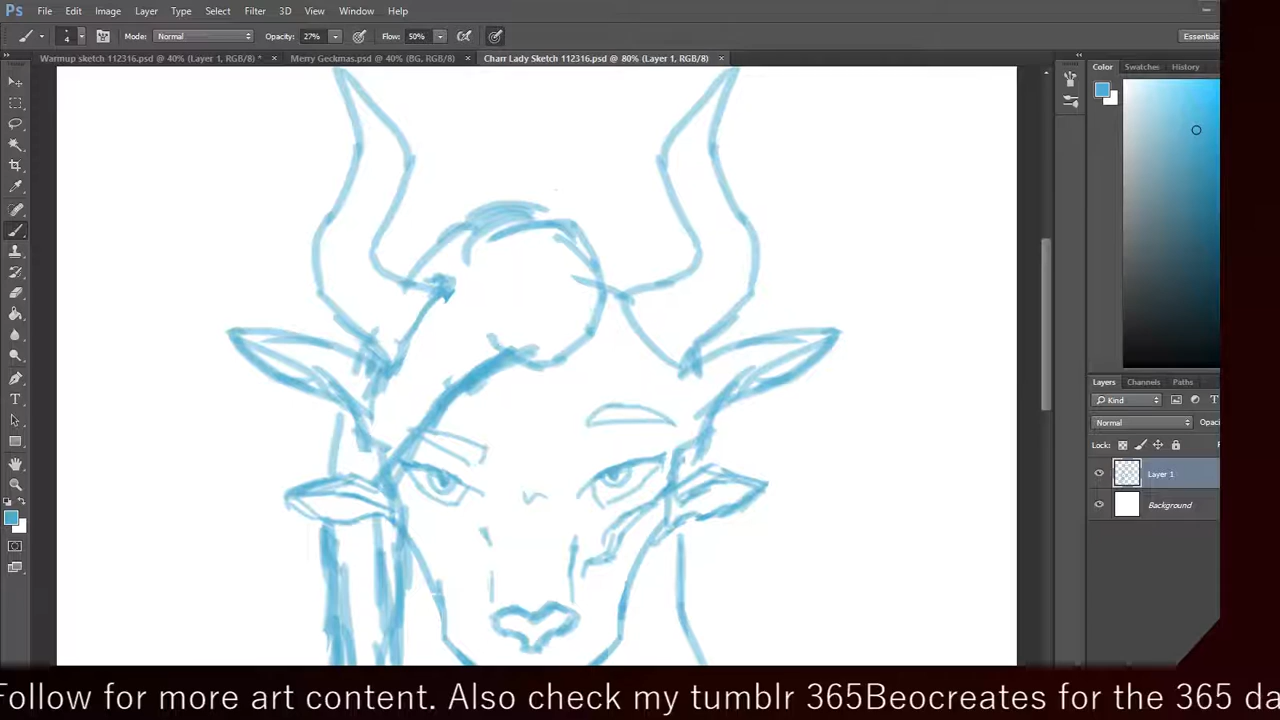 Ps File Edit Image Layer Type Select Filter 3D View Window Help
4 Mode: Normal Opacity: 27% Flow: 50% Essentials
Warmup sketch 112316.psd @ 40% (Layer 1, RGB/8) * × Merry Geckmas.psd @ 40% (BG, RGB/8) × Charr Lady Sketch 112316.psd @ 80% (Layer 1, RGB/8) ×
Color Swatches History
Layers Channels Paths
Kind
Normal Opac
Lock:
Layer 1
Background
Follow for more art content. Also check my tumblr 365Beocreates for the 365 da